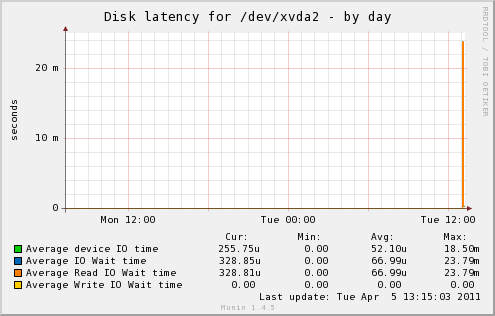 Disk latency for /dev/xvda2 - by day
RRDTOOL / TOBI OETIKER
seconds
20 m
10 m
0
Mon 12:00 Tue 00:00 Tue 12:00
Cur: Min: Avg: Max:
Average device IO time 255.75u 0.00 52.10u 18.50m
Average IO Wait time 328.85u 0.00 66.99u 23.79m
Average Read IO Wait time 328.81u 0.00 66.99u 23.79m
Average Write IO Wait time 0.00 0.00 0.00 0.00
Last update: Tue Apr 5 13:15:03 2011
Munin 1.4.5